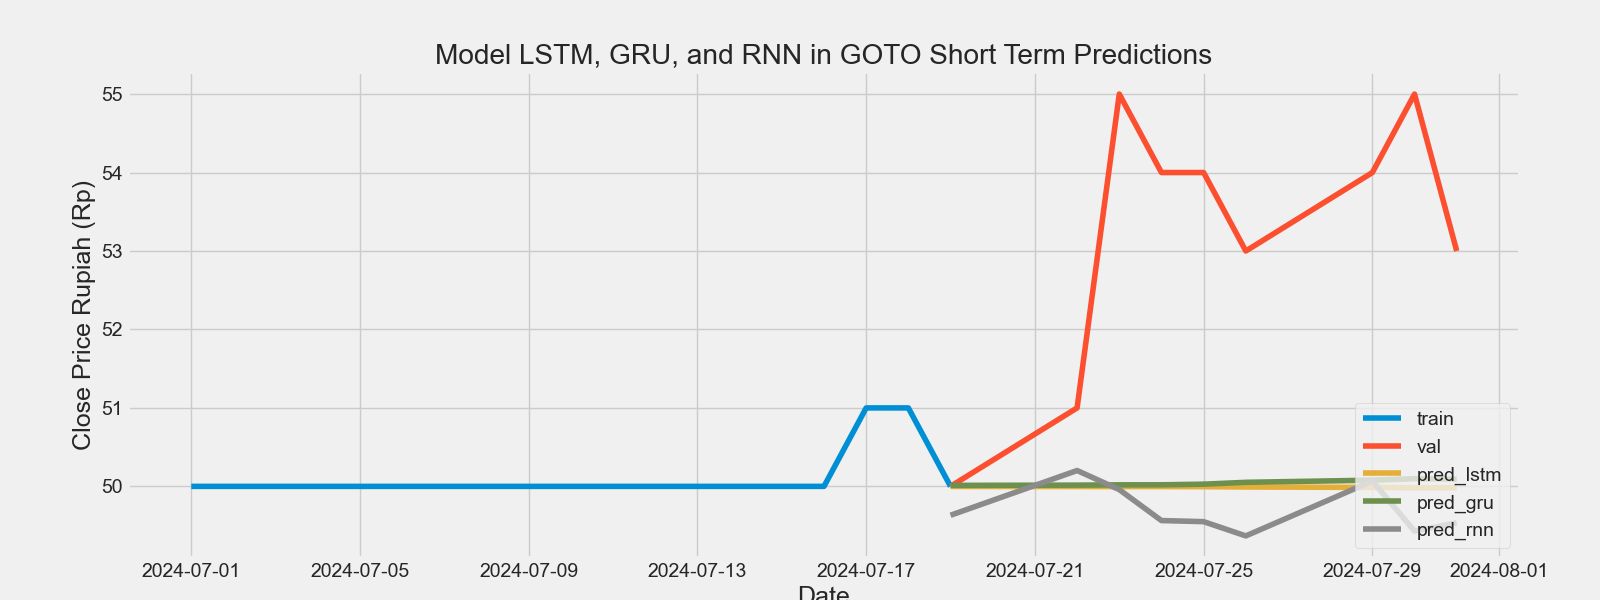 Model LSTM, GRU, and RNN in GOTO Short Term Predictions
Close Price Rupiah (Rp)
55
54
53
52
51
50
train
val
pred_lstm
pred_gru
pred_rnn
2024-07-01 2024-07-05 2024-07-09 2024-07-13 2024-07-17 2024-07-21 2024-07-25 2024-07-29 2024-08-01
Date